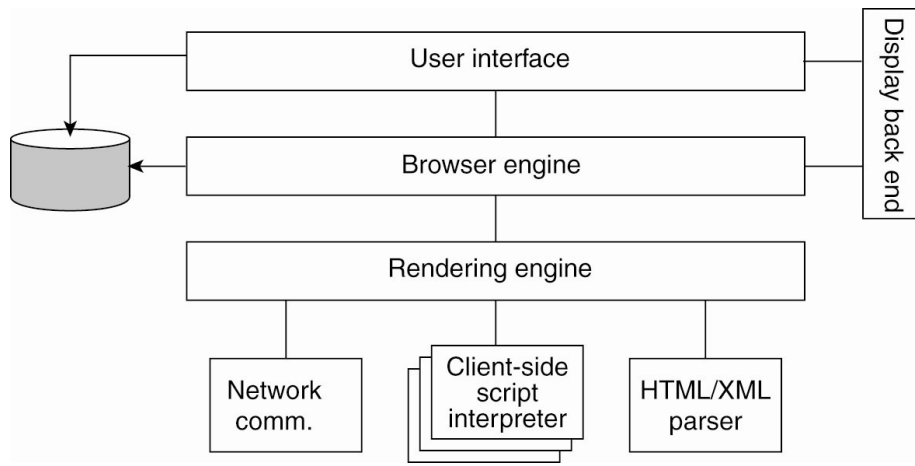 User interface
Display back end
Browser engine
Rendering engine
Network
comm.
Client-side
script
interpreter
HTML/XML
parser